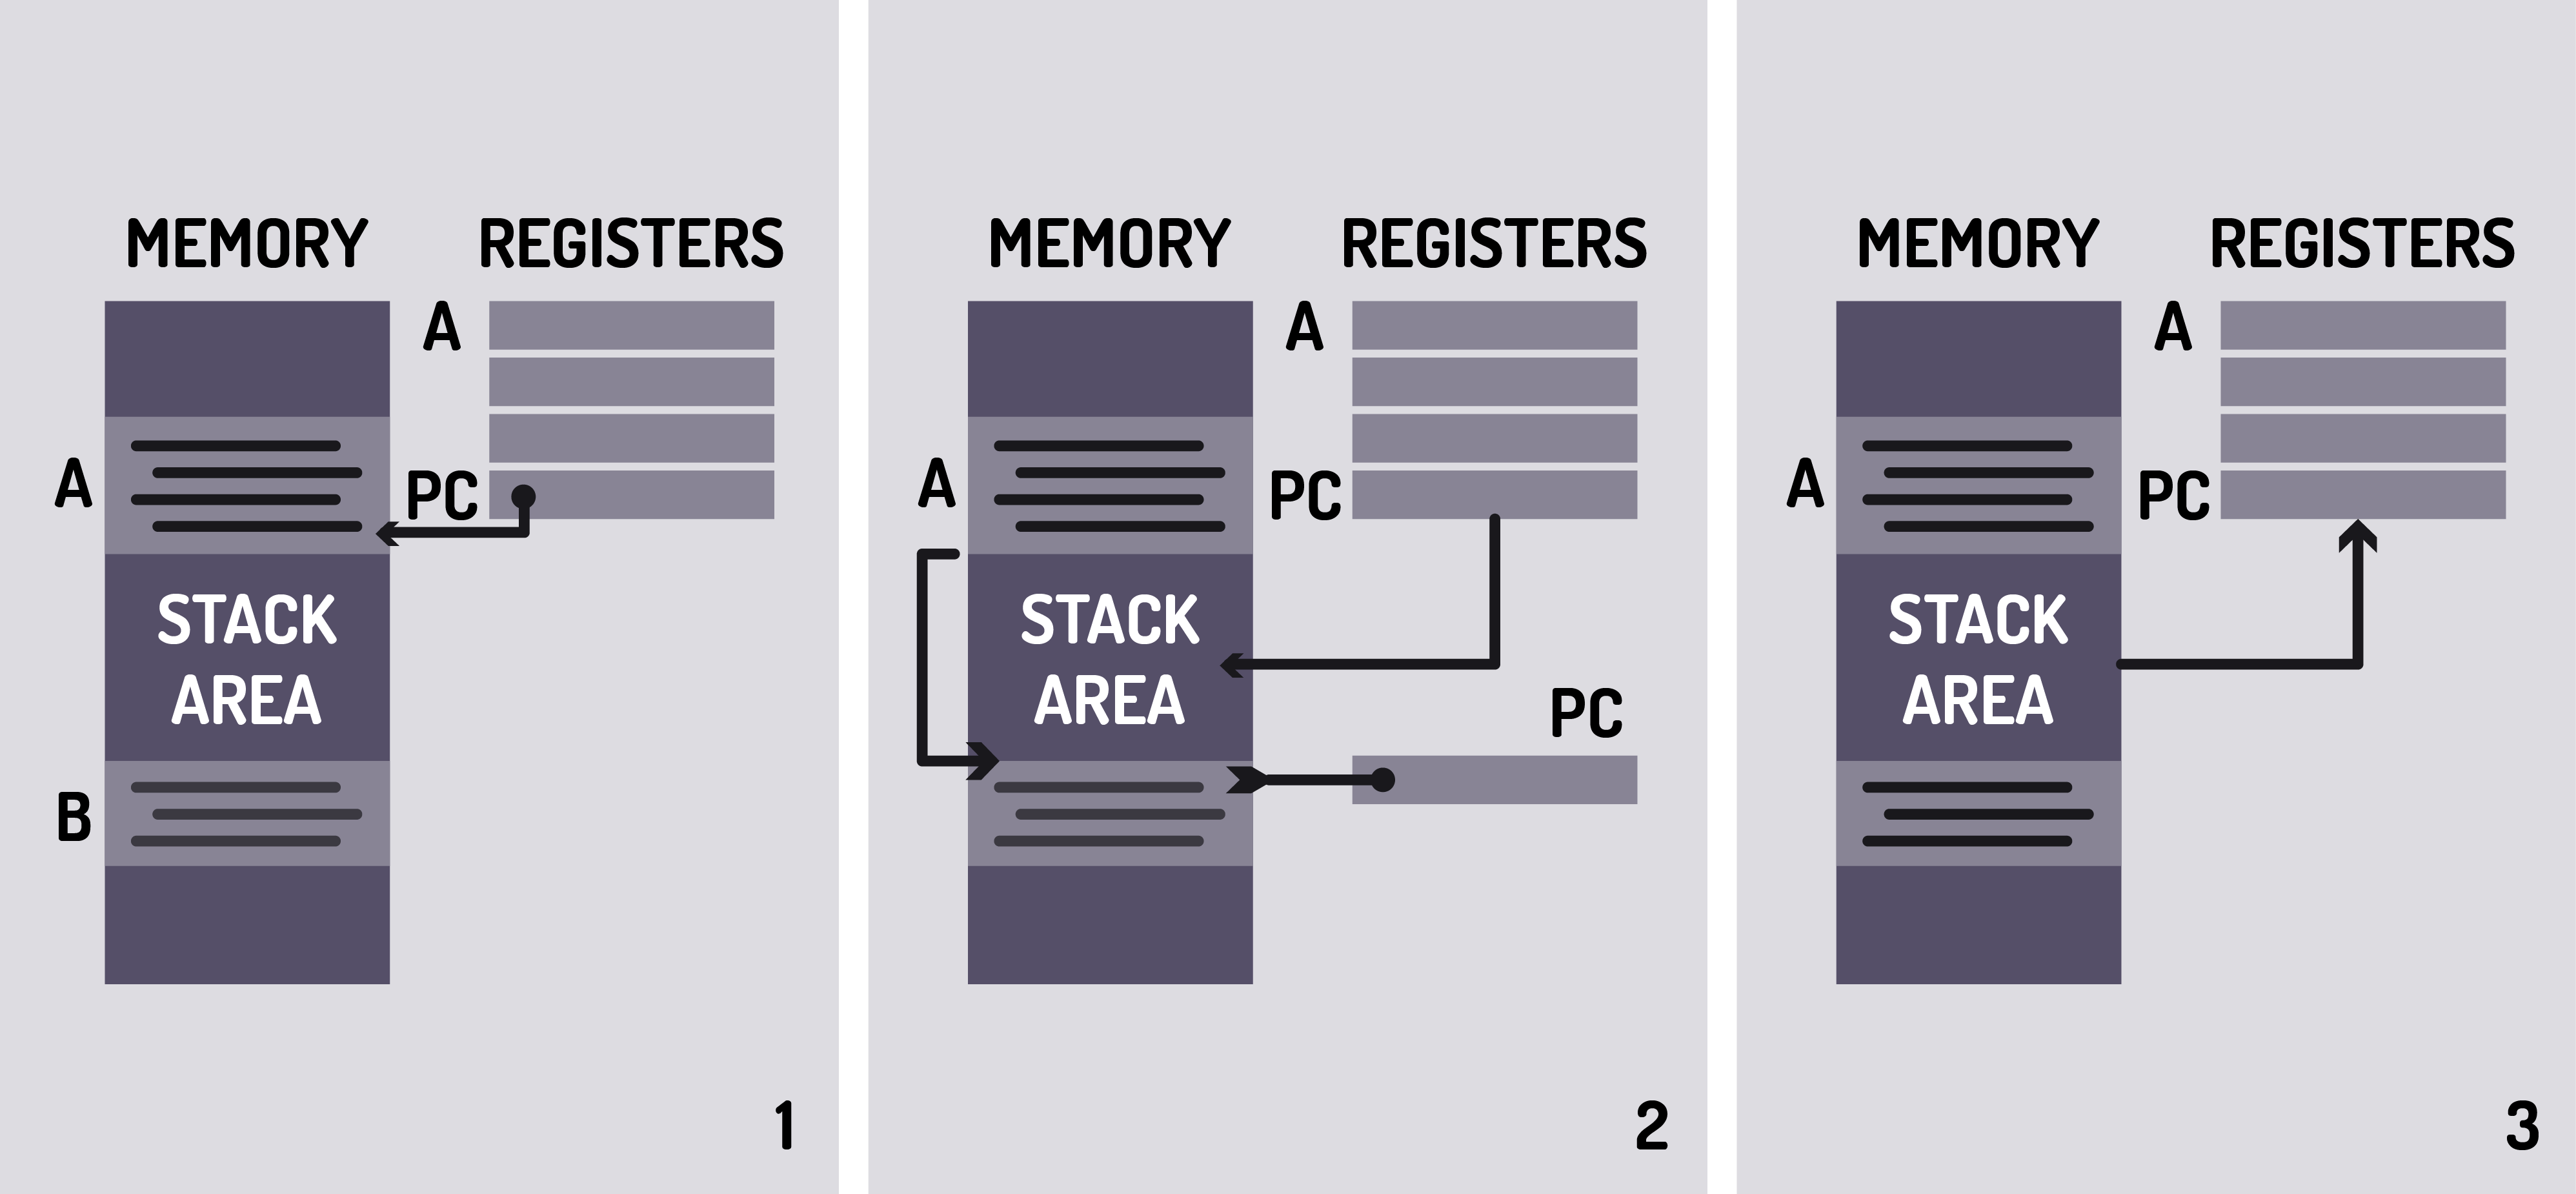 MEMORY REGISTERS
A
A PC
STACK
AREA
B
1
MEMORY REGISTERS
A
A PC
STACK
AREA
PC
2
MEMORY REGISTERS
A
A PC
STACK
AREA
3